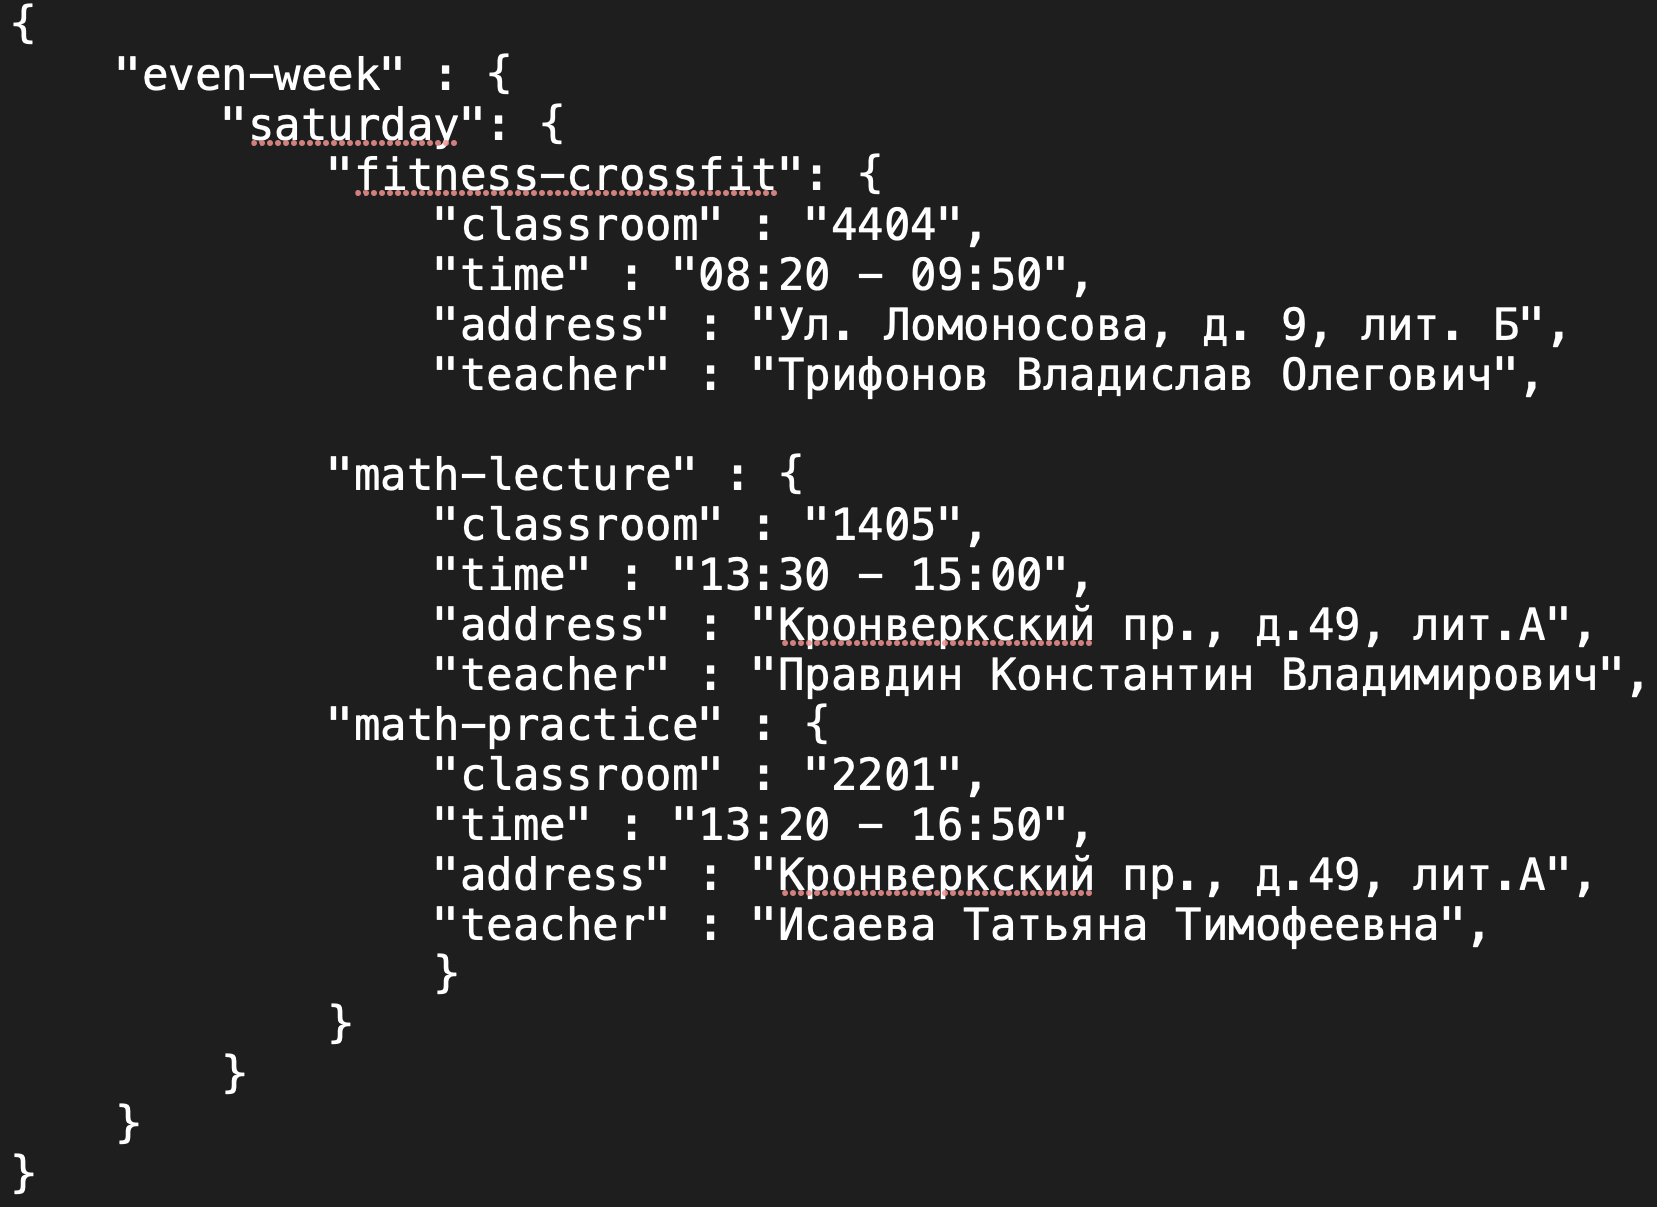 {
"even-week" : {
"saturday": {
"fitness-crossfit": {
"classroom" : "4404",
"time" : "08:20 - 09:50",
"address" : "Ул. Ломоносова, д. 9, лит. Б",
"teacher" : "Трифонов Владислав Олегович",
"math-lecture" : {
"classroom" : "1405",
"time" : "13:30 - 15:00",
"address" : "Кронверкский пр., д.49, лит.А",
"teacher" : "Правдин Константин Владимирович",
"math-practice" : {
"classroom" : "2201",
"time" : "13:20 - 16:50",
"address" : "Кронверкский пр., д.49, лит.А",
"teacher" : "Исаева Татьяна Тимофеевна",
}
}
}
}
}